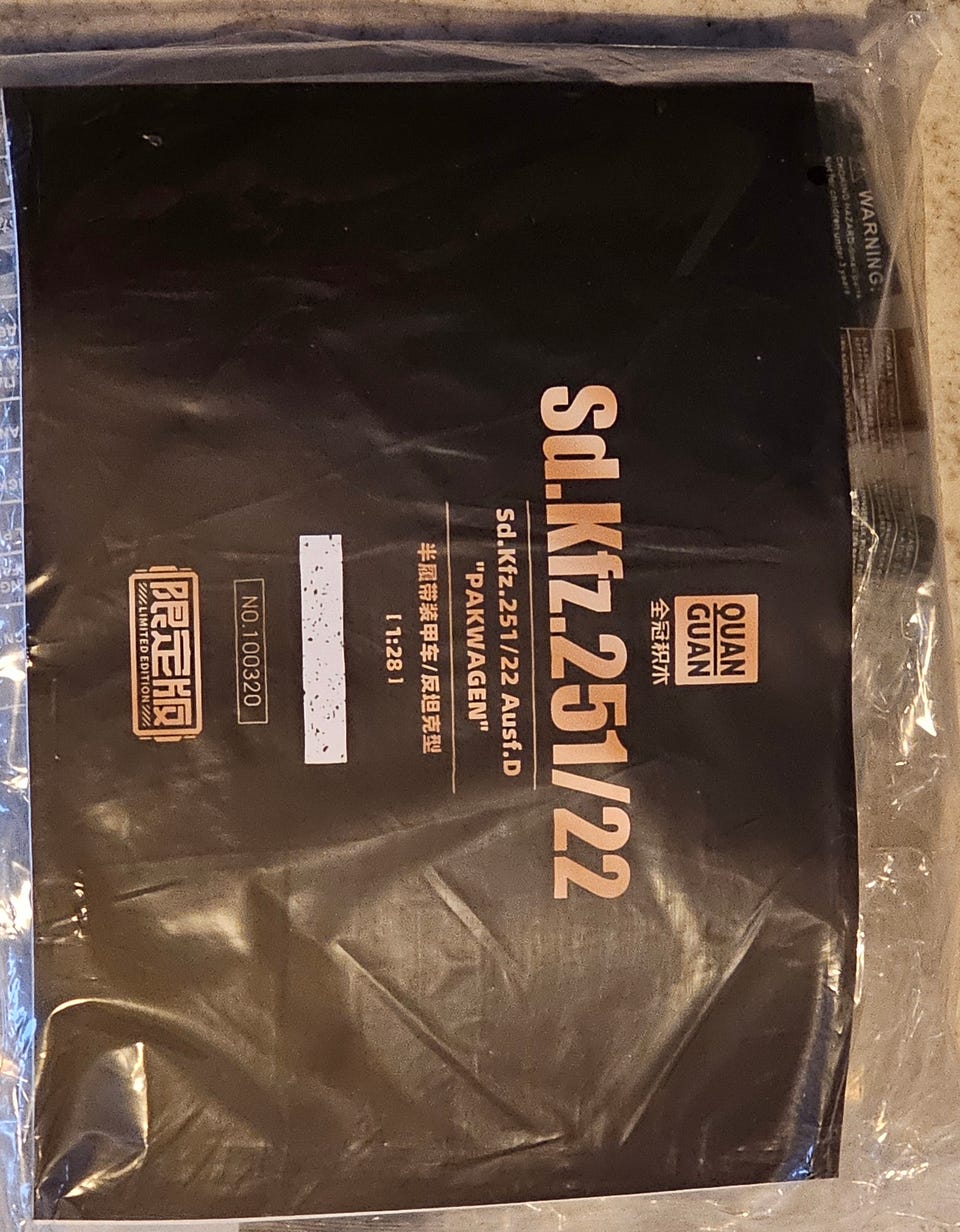 QUAN
GUAN
全冠积木
Sd.Kfz.251/22
Sd.Kfz.251/22 Ausf.D
"PAKWAGEN"
半履带装甲车/反坦克型
[ 1:28 ]
NO.100320
限定版
LIMITED EDITION
WARNING: